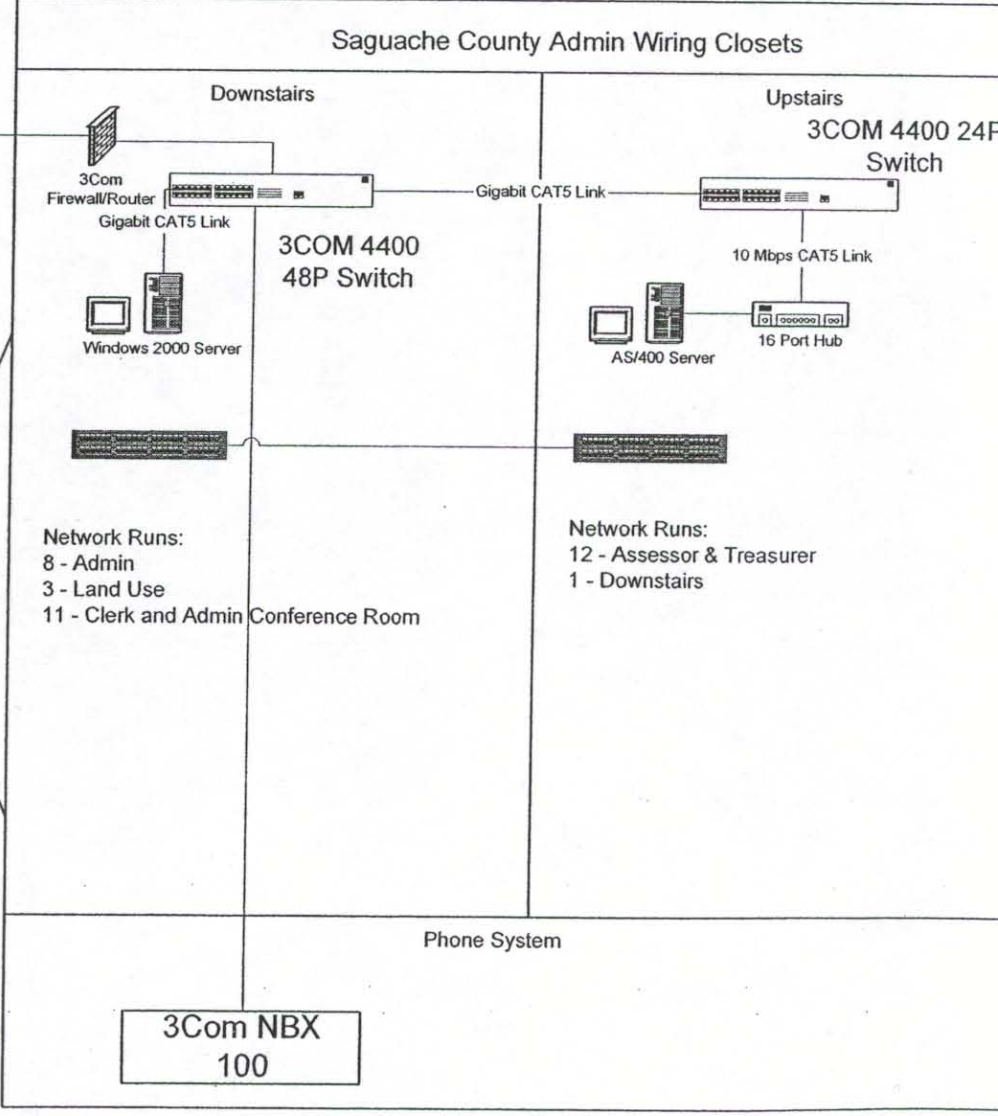 Saguache County Admin Wiring Closets
Downstairs
3Com
Firewall/Router
Gigabit CAT5 Link
3COM 4400
48P Switch
Windows 2000 Server
Gigabit CAT5 Link
Network Runs:
8 - Admin
3 - Land Use
11 - Clerk and Admin Conference Room
Upstairs
3COM 4400 24P
Switch
10 Mbps CAT5 Link
16 Port Hub
AS/400 Server
Network Runs:
12 - Assessor & Treasurer
1 - Downstairs
Phone System
3Com NBX
100